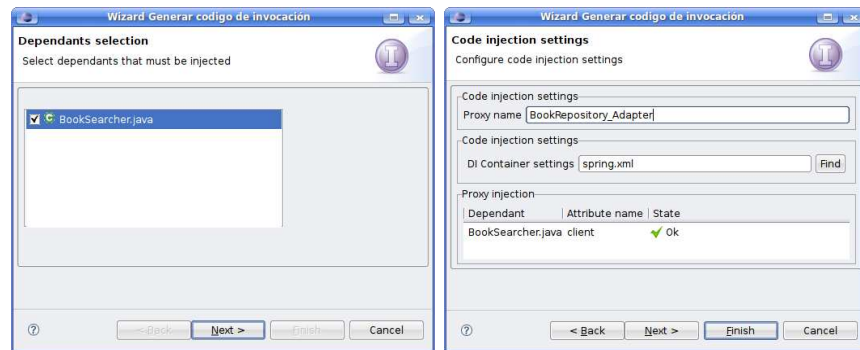 Wizard Generar codigo de invocación
Dependants selection
Select dependants that must be injected
BookSearcher.java
< Back Next > Finish Cancel
Wizard Generar codigo de invocación
Code injection settings
Configure code injection settings
Code injection settings
Proxy name BookRepository_Adapter
Code injection settings
DI Container settings spring.xml Find
Proxy injection
Dependant Attribute name State
BookSearcher.java client Ok
< Back Next > Finish Cancel